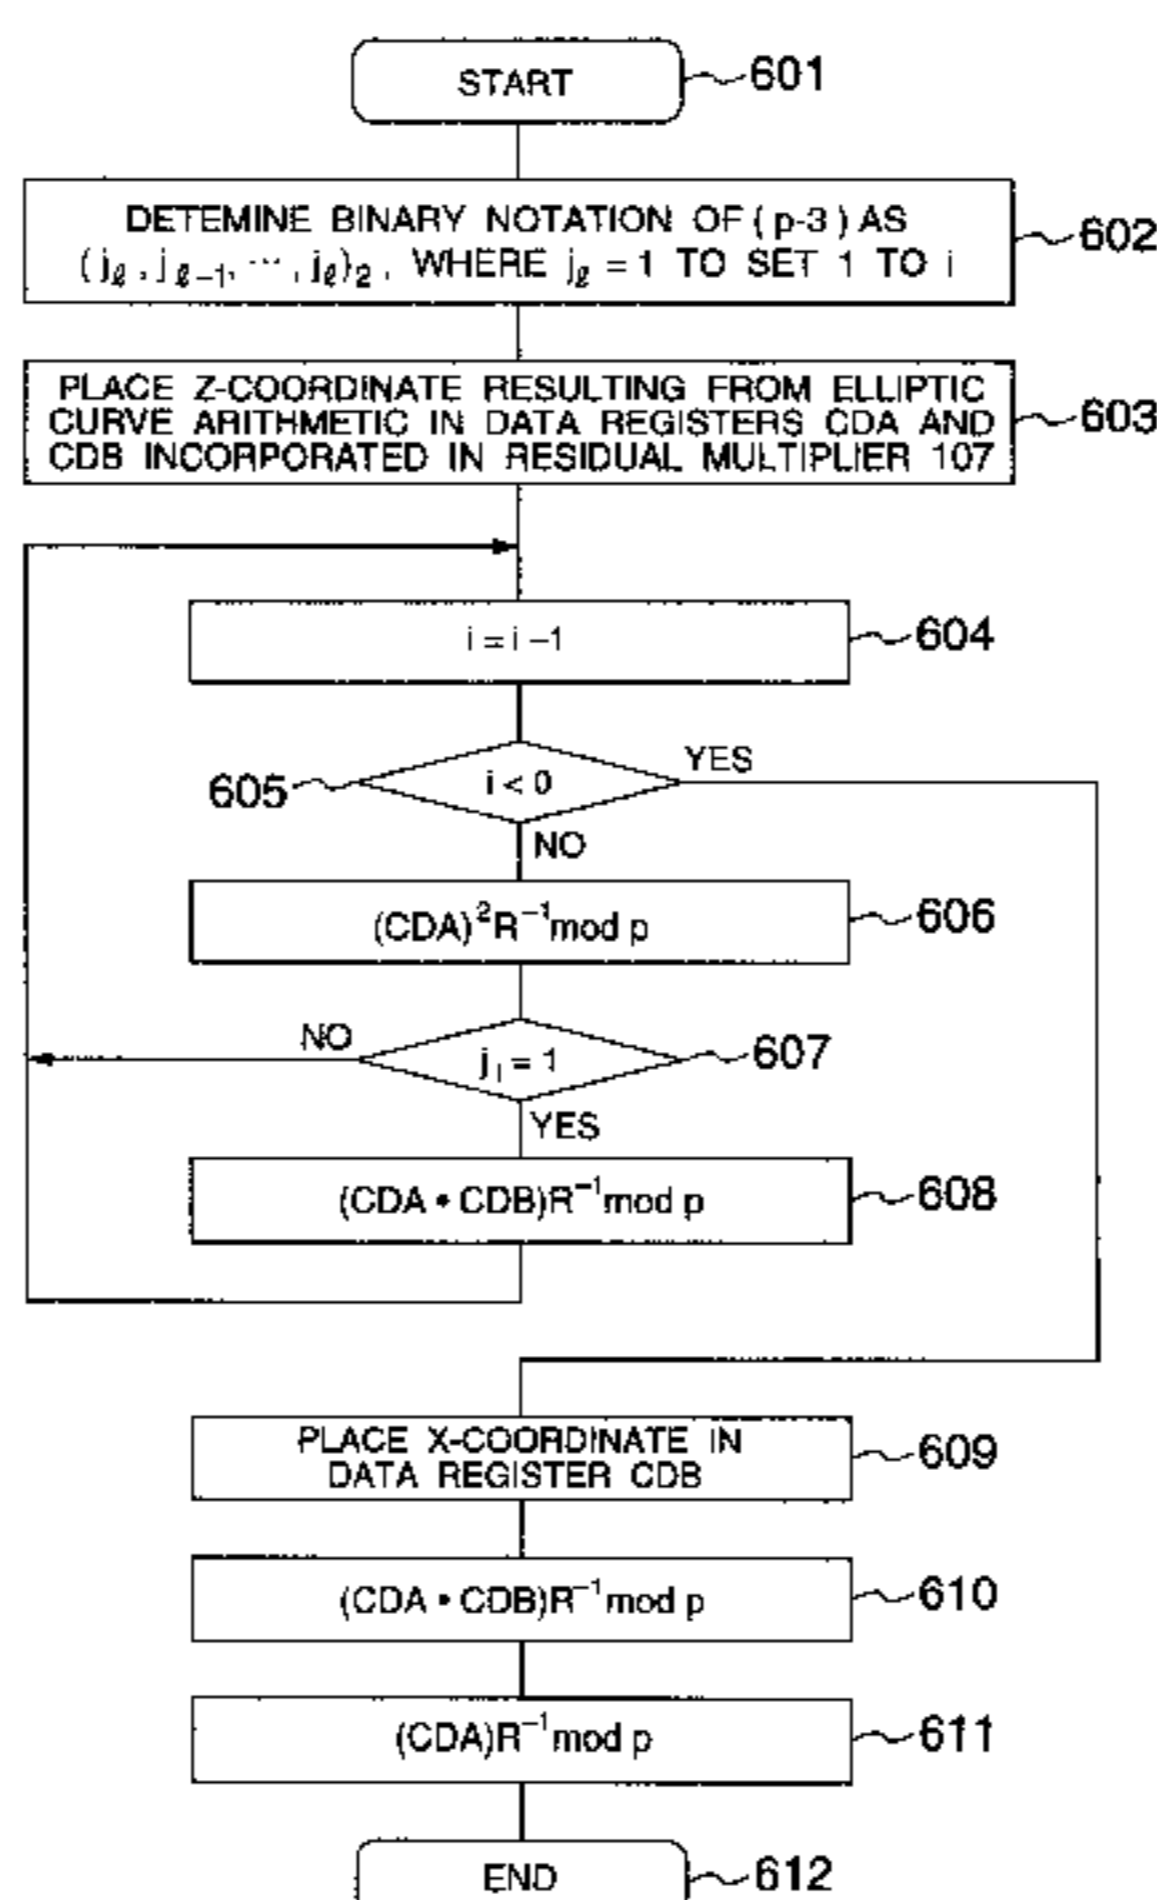 START
601
DETEMINE BINARY NOTATION OF (p-3) AS
(jℓ, jℓ−1, ···, jℓ)2, WHERE jℓ = 1 TO SET 1 TO i
602
PLACE Z-COORDINATE RESULTING FROM ELLIPTIC
CURVE ARITHMETIC IN DATA REGISTERS CDA AND
CDB INCORPORATED IN RESIDUAL MULTIPLIER 107
603
i = i −1
604
605
i < 0
YES
NO
(CDA)²R⁻¹mod p
606
NO
ji = 1
607
YES
(CDA • CDB)R⁻¹mod p
608
PLACE X-COORDINATE IN
DATA REGISTER CDB
609
(CDA • CDB)R⁻¹mod p
610
(CDA)R⁻¹mod p
611
END
612